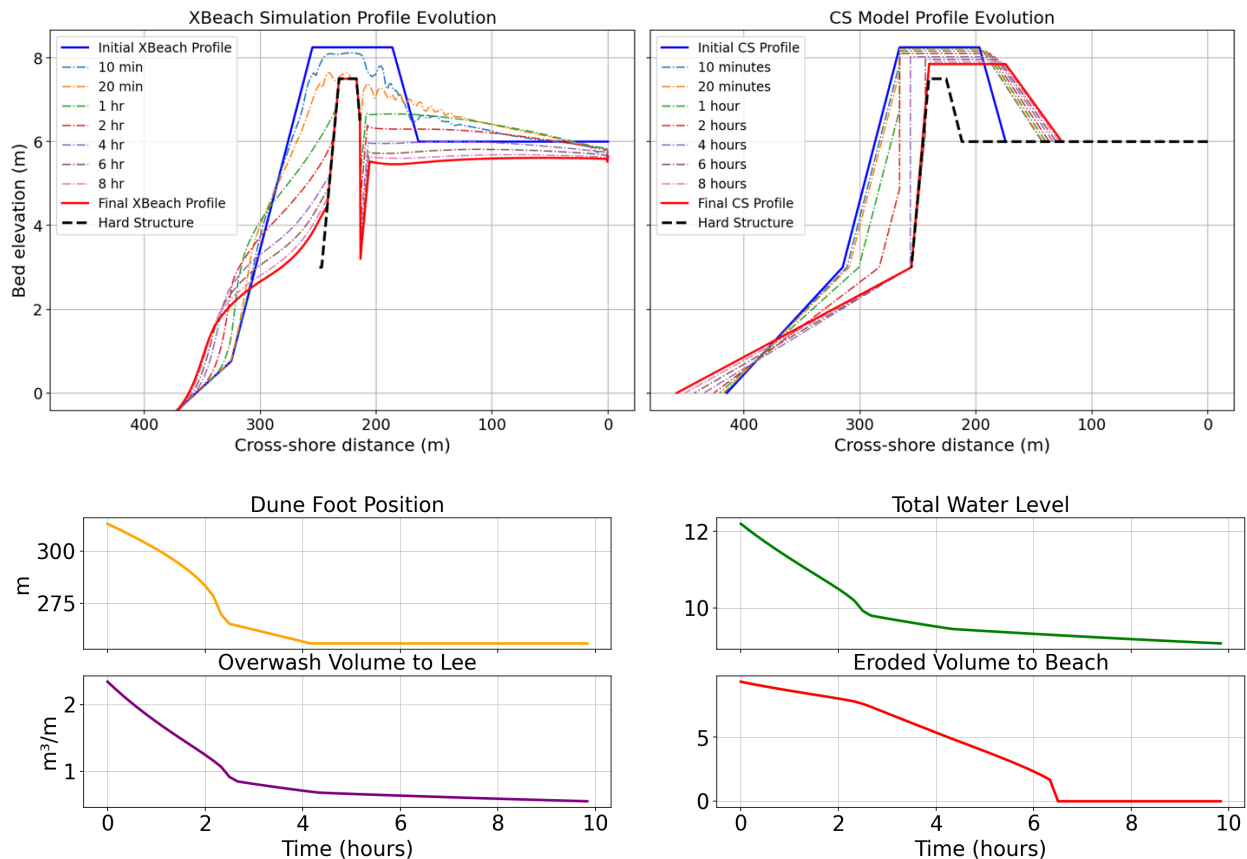 XBeach Simulation Profile Evolution
8
6
4
2
0
Bed elevation (m)
Initial XBeach Profile
10 min
20 min
1 hr
2 hr
4 hr
6 hr
8 hr
Final XBeach Profile
Hard Structure
400
300
200
100
0
Cross-shore distance (m)
CS Model Profile Evolution
Initial CS Profile
10 minutes
20 minutes
1 hour
2 hours
4 hours
6 hours
8 hours
Final CS Profile
Hard Structure
400
300
200
100
0
Cross-shore distance (m)
Dune Foot Position
300
275
m
Total Water Level
12
10
Overwash Volume to Lee
2
1
m³/m
0
2
4
6
8
10
Time (hours)
Eroded Volume to Beach
5
0
0
2
4
6
8
10
Time (hours)